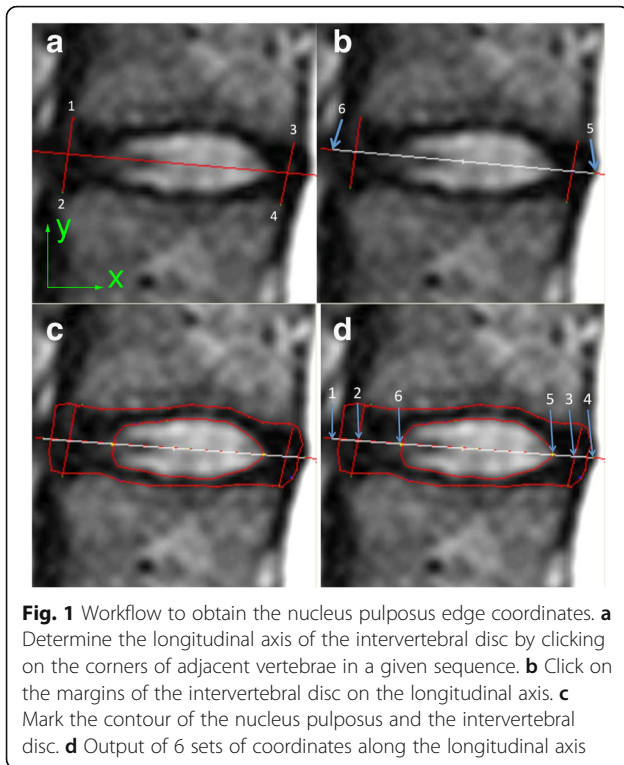 a
1
3
2
4
y
x
b
6
5
c
d
1
2
6
5
3
4
Fig. 1 Workflow to obtain the nucleus pulposus edge coordinates. a
Determine the longitudinal axis of the intervertebral disc by clicking
on the corners of adjacent vertebrae in a given sequence. b Click on
the margins of the intervertebral disc on the longitudinal axis. c
Mark the contour of the nucleus pulposus and the intervertebral
disc. d Output of 6 sets of coordinates along the longitudinal axis